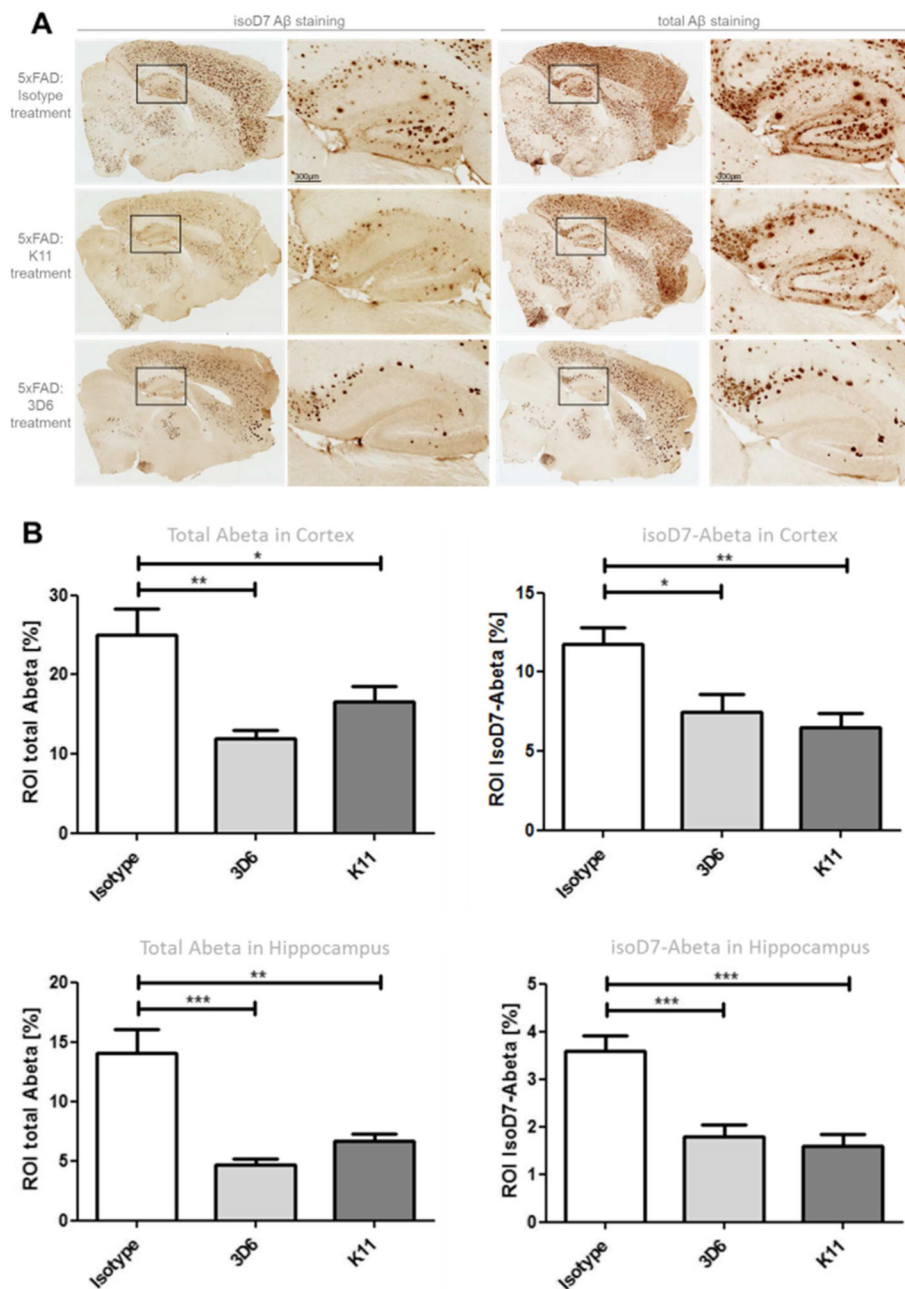 A
isoD7 Aβ staining
total Aβ staining
5xFAD:
Isotype
treatment
300µm
300µm
5xFAD:
K11
treatment
5xFAD:
3D6
treatment
B
Total Abeta in Cortex
*
**
ROI total Abeta [%]
30
20
10
0
Isotype
3D6
K11
isoD7-Abeta in Cortex
**
*
ROI IsoD7-Abeta [%]
15
10
5
0
Isotype
3D6
K11
Total Abeta in Hippocampus
**
***
ROI total Abeta [%]
20
15
10
5
0
Isotype
3D6
K11
isoD7-Abeta in Hippocampus
***
***
ROI IsoD7-Abeta [%]
5
4
3
2
1
0
Isotype
3D6
K11